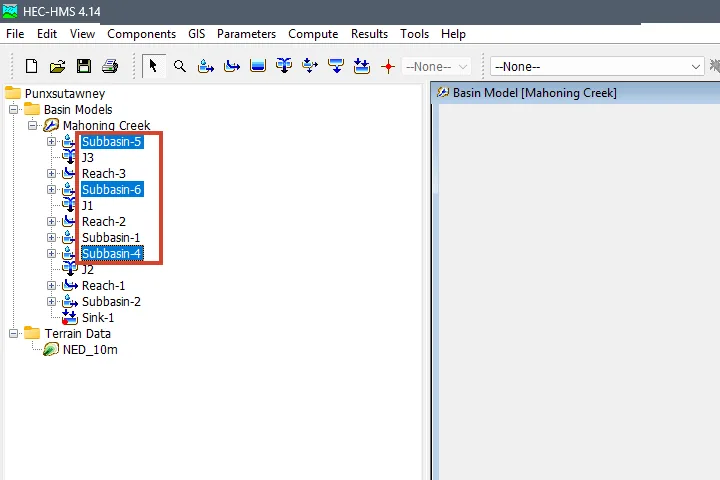 HEC-HMS 4.14
File Edit View Components GIS Parameters Compute Results Tools Help
--None-- --None--
Punxsutawney
Basin Models
Mahoning Creek
Subbasin-5
J3
Reach-3
Subbasin-6
J1
Reach-2
Subbasin-1
Subbasin-4
J2
Reach-1
Subbasin-2
Sink-1
Terrain Data
NED_10m
Basin Model [Mahoning Creek]